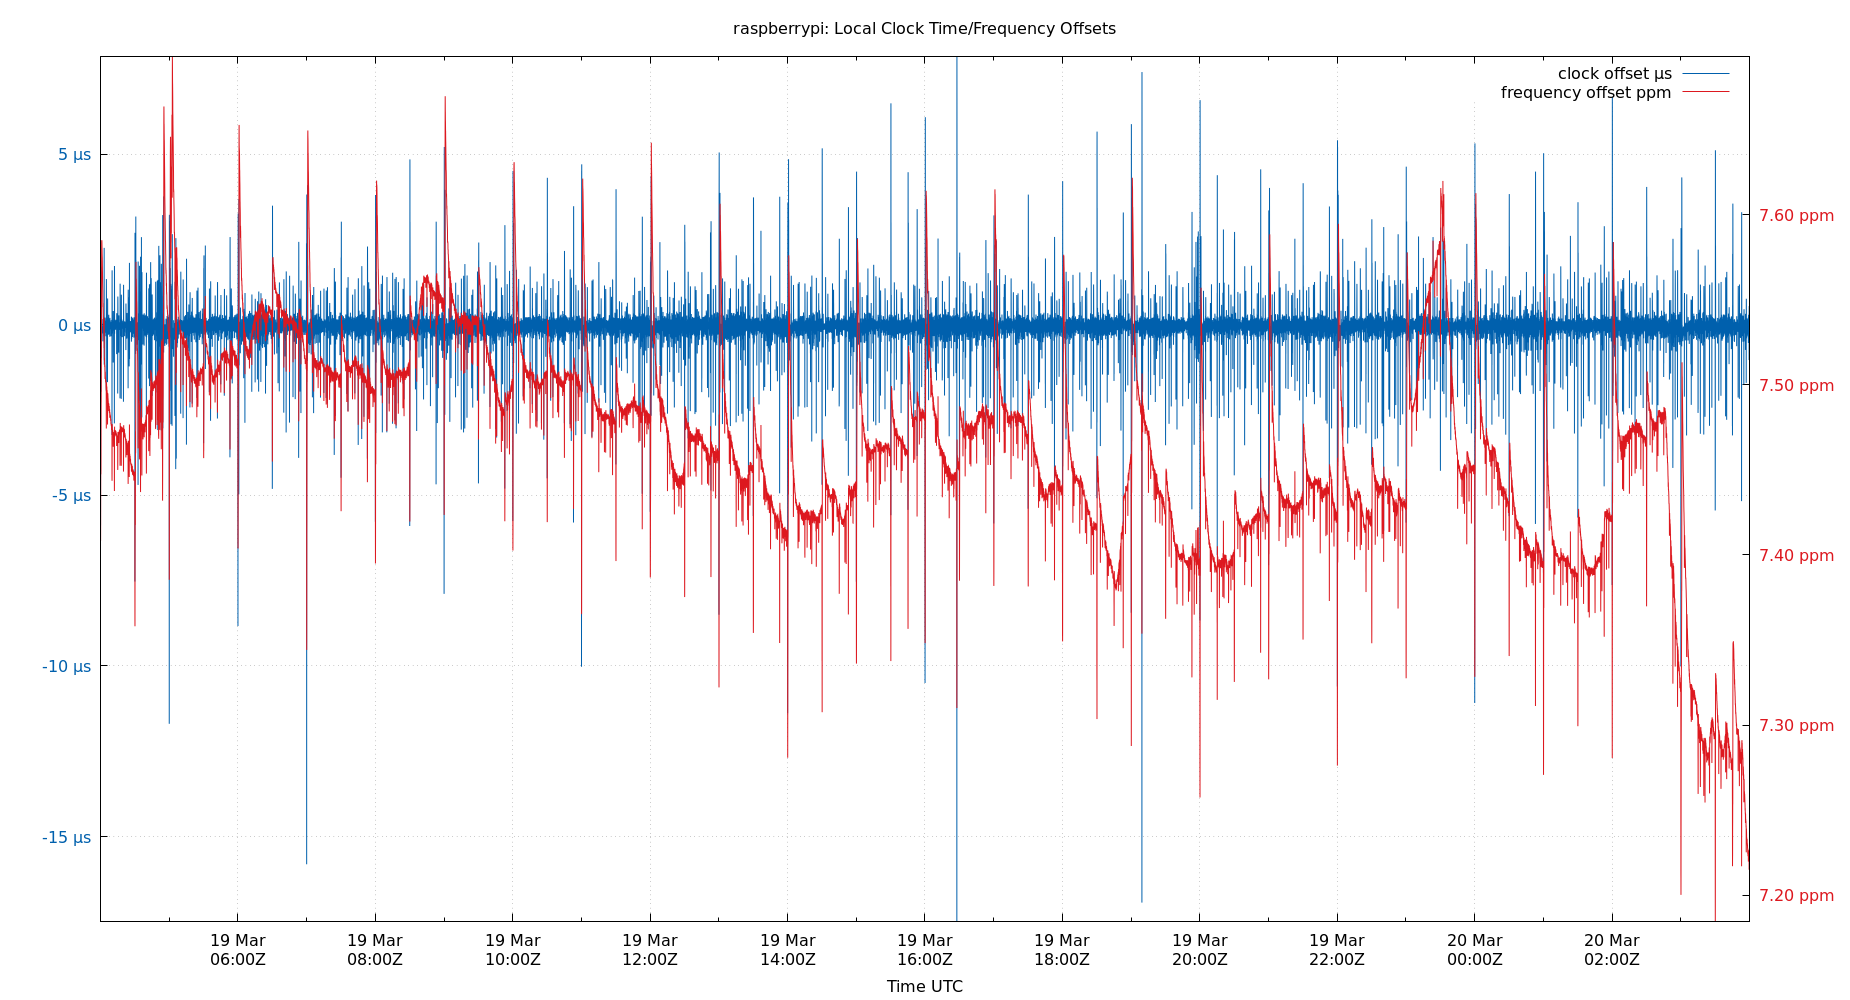 raspberrypi: Local Clock Time/Frequency Offsets
clock offset µs
frequency offset ppm
5 µs
0 µs
-5 µs
-10 µs
-15 µs
7.60 ppm
7.50 ppm
7.40 ppm
7.30 ppm
7.20 ppm
19 Mar 19 Mar 19 Mar 19 Mar 19 Mar 19 Mar 19 Mar 19 Mar 19 Mar 20 Mar 20 Mar
06:00Z 08:00Z 10:00Z 12:00Z 14:00Z 16:00Z 18:00Z 20:00Z 22:00Z 00:00Z 02:00Z
Time UTC